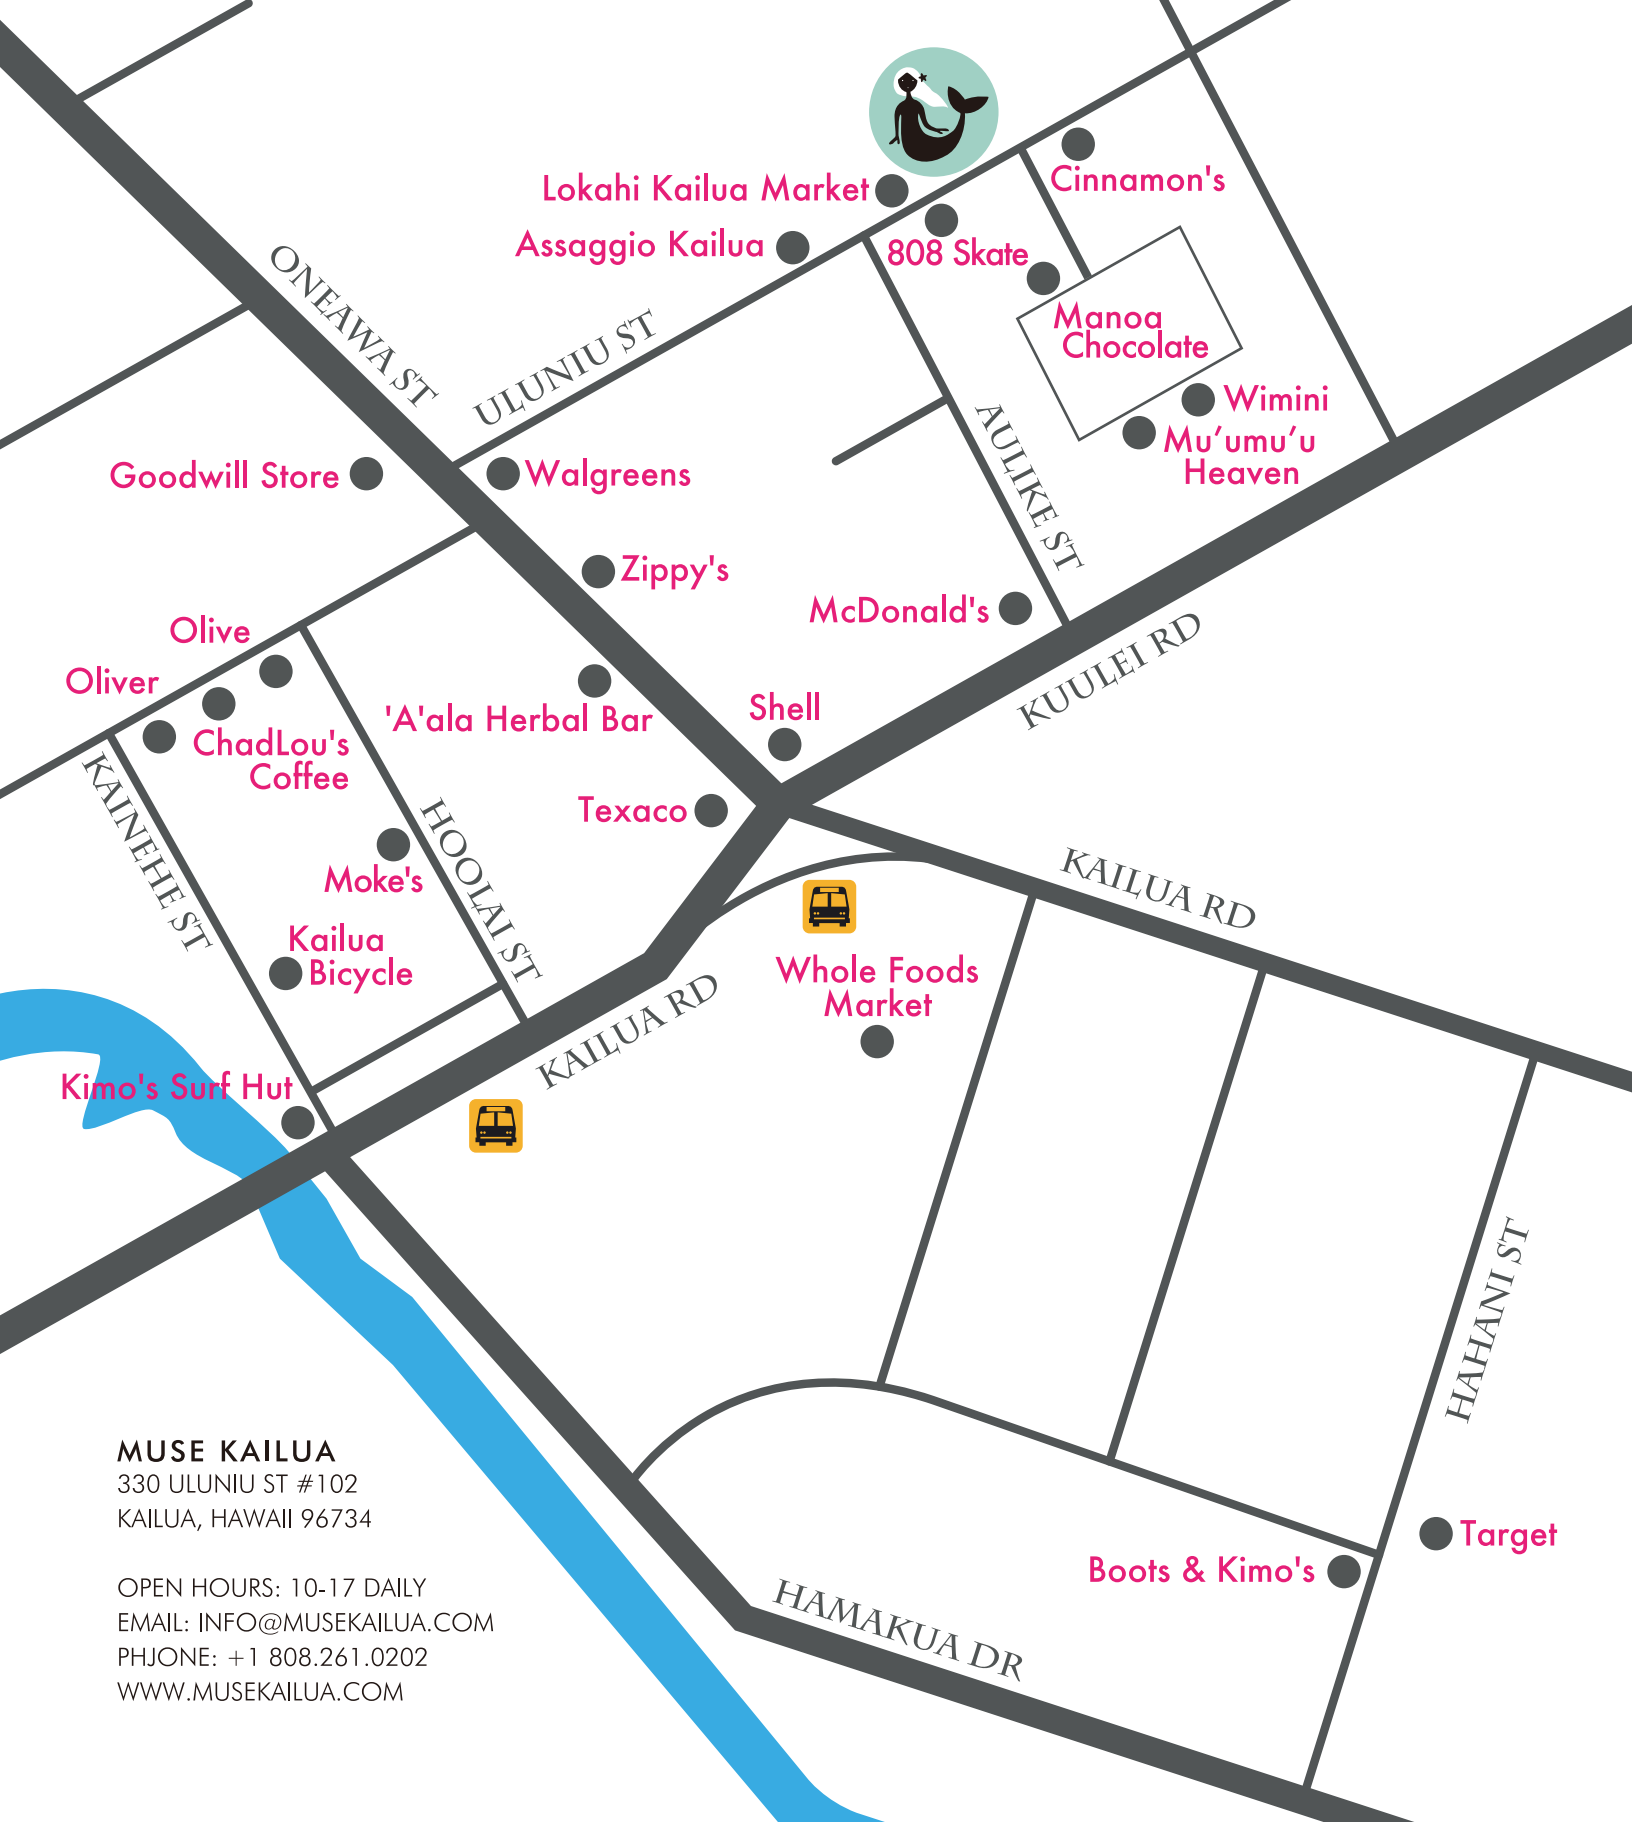 Lokahi Kailua Market
Cinnamon's
Assaggio Kailua
808 Skate
ONEAWA ST
ULUNIU ST
Manoa
Chocolate
Wimini
Mu’umu’u
Heaven
AULIKE ST
Goodwill Store
Walgreens
Zippy's
McDonald's
KUULEI RD
Olive
Oliver
'A'ala Herbal Bar
Shell
ChadLou's
Coffee
Texaco
KAINEHE ST
HOOLAI ST
Moke's
KAILUA RD
Kailua
Bicycle
Whole Foods
Market
KAILUA RD
Kimo's Surf Hut
HAHANI ST
MUSE KAILUA
330 ULUNIU ST #102
KAILUA, HAWAII 96734
Target
Boots & Kimo's
HAMAKUA DR
OPEN HOURS: 10-17 DAILY
EMAIL: INFO@MUSEKAILUA.COM
PHJONE: +1 808.261.0202
WWW.MUSEKAILUA.COM